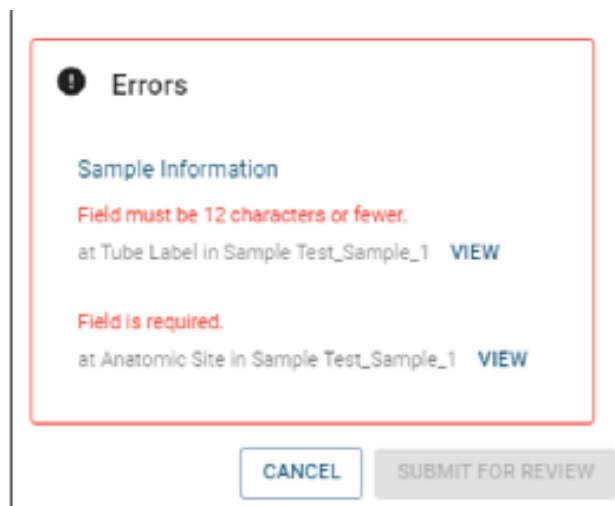 Errors
Sample Information
Field must be 12 characters or fewer.
at Tube Label in Sample Test_Sample_1 VIEW
Field is required.
at Anatomic Site in Sample Test_Sample_1 VIEW
CANCEL SUBMIT FOR REVIEW